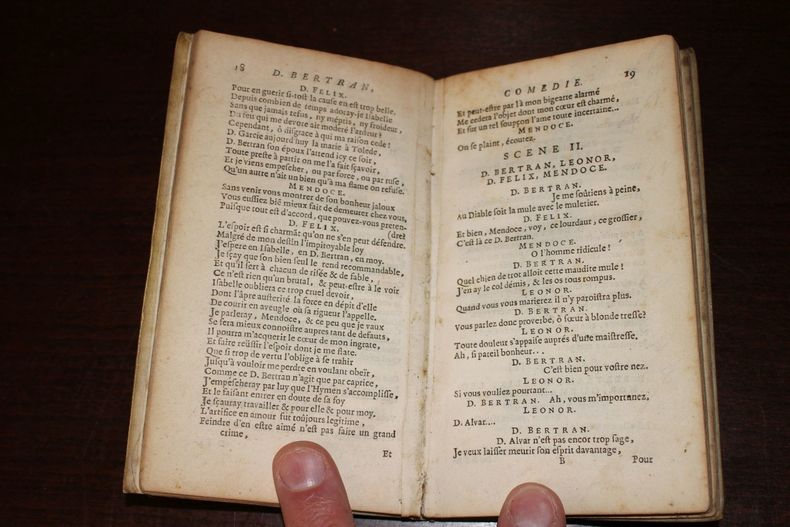 18
D. BERTRAN,
D. FELIX.
Pour en guerir si-tost la cause en est trop belle.
Depuis combien de temps adoray-je Isabelle
Sans que jamais refus, ny mépris, ny froideur,
Du feu qui me devore ait moderé l'ardeur?
Cependant, ô disgrace à qui ma raison cede!
D. Garcie aujourd'huy la marie à Tolede,
D. Bertran son époux l'attend icy ce soir,
Toute preste à partir on me l'a fait sçavoir,
Et je viens empescher, ou par force, ou par ruse,
Qu'un autre n'ait un bien qu'à ma flame on refuse.
MENDOCE.
Sans venir vous montrer de son bonheur jaloux
Vous eussiez biẽ mieux fait de demeurer chez vous,
Puisque tout est d'accord, que pouvez-vous preten-
D. FELIX. (dre?
L'espoir est si charmãt qu'on ne s'en peut défendre.
Malgré de mon destin l'impitoyable loy
J'espere en Isabelle, en D. Bertran, en moy.
Je sçay que son bien seul le rend recommandable,
Et qu'il sert à chacun de risée & de fable,
Ce n'est rien qu'un brutal, & peut-estre à le voir
Isabelle oubliera ce trop cruel devoir,
Dont l'âpre austerité la force en dépit d'elle
De courir en aveugle où sa rigueur l'appelle.
Je parleray, Mendoce, & ce peu que je vaux
Se fera mieux connoistre aupres tant de defauts,
Il pourra m'acquerir le cœur de mon ingrate,
Et faire réussir l'espoir dont je me flate.
Que si trop de vertu l'oblige à se trahir
Jusqu'à vouloir me perdre en voulant obeïr,
Comme ce D. Bertran n'agit que par caprice,
J'empescheray par luy que l'Hymen s'accomplisse,
Et le faisant entrer en doute de sa foy
Je sçauray travailler & pour elle & pour moy.
L'artifice en amour fut toûjours legitime,
Feindre d'en estre aimé n'est pas faire un grand
crime,
Et
COMEDIE.
19
Et peut-estre par là mon bigearre alarmé
Me cedera l'objet dont mon cœur est charmé,
Et sur un tel soupçon l'ame toute incertaine...
MENDOCE.
On se plaint, écoutez.
SCENE II.
D. BERTRAN, LEONOR,
D. FELIX, MENDOCE.
D. BERTRAN.
Je me soûtiens à peine,
Au Diable soit la mule avec le muletier.
D. FELIX.
Et bien, Mendoce, voy, ce lourdaut, ce grossier,
C'est là ce D. Bertran.
MENDOCE.
O l'homme ridicule!
D. BERTRAN.
Quel chien de trot alloit cette maudite mule!
J'en ay le col démis, & les os tous rompus.
LEONOR.
Quand vous vous marierez il n'y paroistra plus.
D. BERTRAN.
Vous parlez donc proverbe, ô sœur à blonde tresse?
LEONOR.
Toute douleur s'appaise auprés d'une maistresse.
Ah, si pareil bonheur...
D. BERTRAN.
C'est bien pour vostre nez.
LEONOR.
Si vous vouliez pourtant...
D. BERTRAN. Ah, vous m'importunez,
LEONOR.
D. Alvar....
D. BERTRAN.
D. Alvar n'est pas encor trop sage,
Je veux laisser meurir son esprit davantage,
B Pour